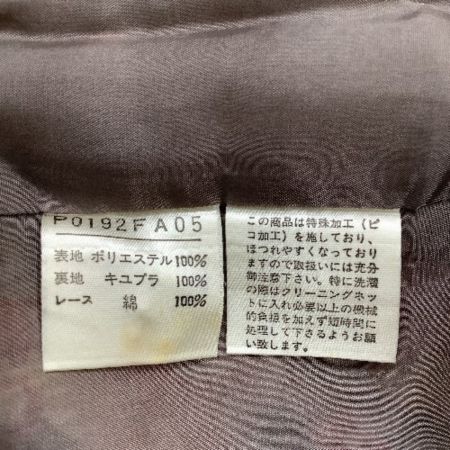 P0192F A05
表地 ポリエステル100%
裏地 キユプラ 100%
レース 綿 100%
この商品は特殊加工(ピ
コ加工)を施しており、
ほつれやすくなっており
ますので取扱いには充分
御注意下さい。特に洗濯
の際はクリーニングネッ
トに入れ必要以上の機械
的負担を加えず短時間に
処理して下さるようお願
い致します。